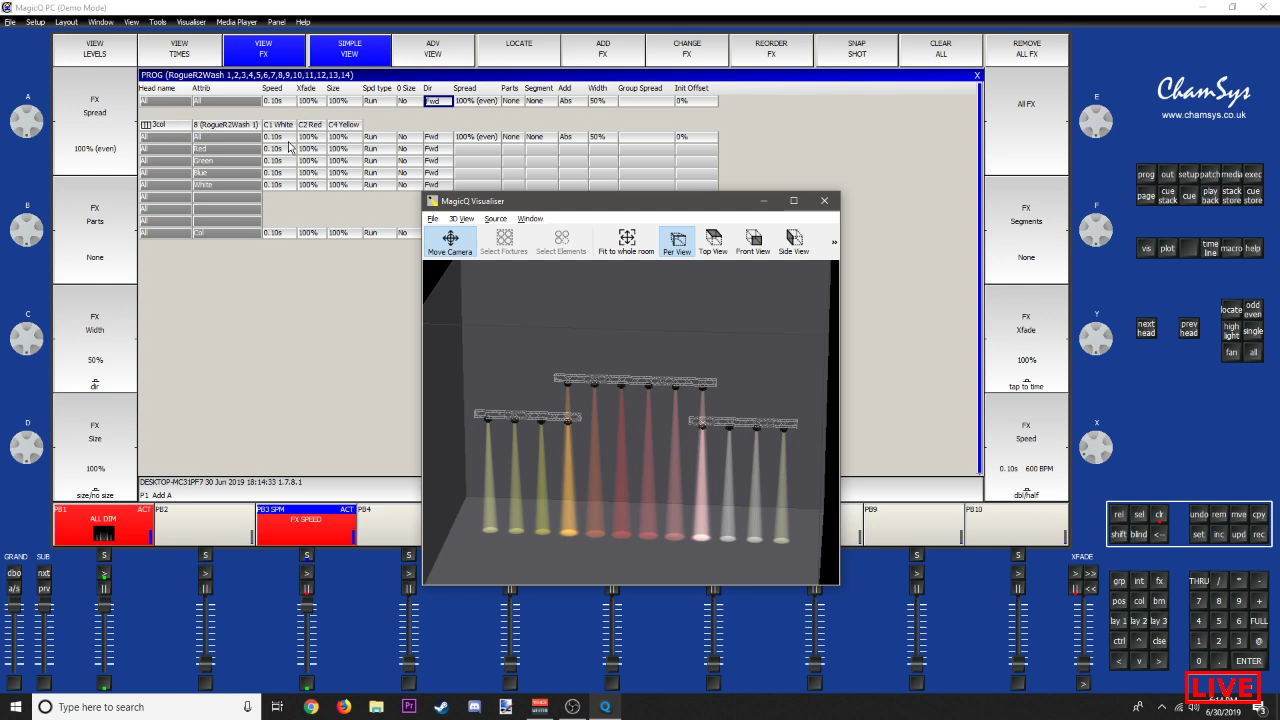 MagicQ PC (Demo Mode)
File Setup Layout Window View Tools Visualiser Media Player Panel Help
VIEW LEVELS
VIEW TIMES
VIEW FX
SIMPLE VIEW
ADV VIEW
LOCATE
ADD FX
CHANGE FX
REORDER FX
SNAP SHOT
CLEAR ALL
REMOVE ALL FX
PROG (RogueR2Wash 1,2,3,4,5,6,7,8,9,10,11,12,13,14) X
Head name Attrib Speed Xfade Size Spd type 0 Size Dir Spread Parts Segment Add Width Group Spread Init Offset
All All 0.10s 100% 100% Run No Fwd 100% (even) None None Abs 50% 0%
3col 8 (RogueR2Wash 1) C1 White C2 Red C4 Yellow
All All 0.10s 100% 100% Run No Fwd 100% (even) None None Abs 50% 0%
All Red 0.10s 100% 100% Run No Fwd
All Green 0.10s 100% 100% Run No Fwd
All Blue 0.10s 100% 100% Run No Fwd
All White 0.10s 100% 100% Run No Fwd
All
All
All
All Col 0.10s 100% 100% Run No
A
FX Spread
100% (even)
B
FX Parts
None
C
FX Width
50%
dir
D
FX Size
100%
size/no size
All FX
FX Segments
None
FX Xfade
100%
tap to time
FX Speed
0.10s 600 BPM
dbl/half
E
F
Y
X
ChamSys
www.chamsys.co.uk
MagicQ Visualiser
File 3D View Source Window
Move Camera Select Fixtures Select Elements Fit to whole room Per View Top View Front View Side View »
DESKTOP-MC31PF7 30 Jun 2019 18:14:33 1.7.8.1
P1 Add A
PB1 ACT
ALL DIM
PB2
PB3 SPM ACT
FX SPEED
PB4
PB9
PB10
prog out setup patch media exec
page cue stack cue play back stack store cue store
vis plot time line macro help
next head prev head
locate odd even
high light single
fan all
rel sel clr undo rem mve cpy
shift blind <-- set inc upd rec
GRAND SUB XFADE
dbo nxt
a/s prv
S S S S S S S S S
> > > > > >>
|| || || || || <<
grp int fx
pos col bm
lay 1 lay 2 lay 3
ctrl ^ clse
< v >
THRU / * -
7 8 9 +
4 5 6 FULL
1 2 3 @
0 . ENTER
LIVE
Type here to search
6/30/2019